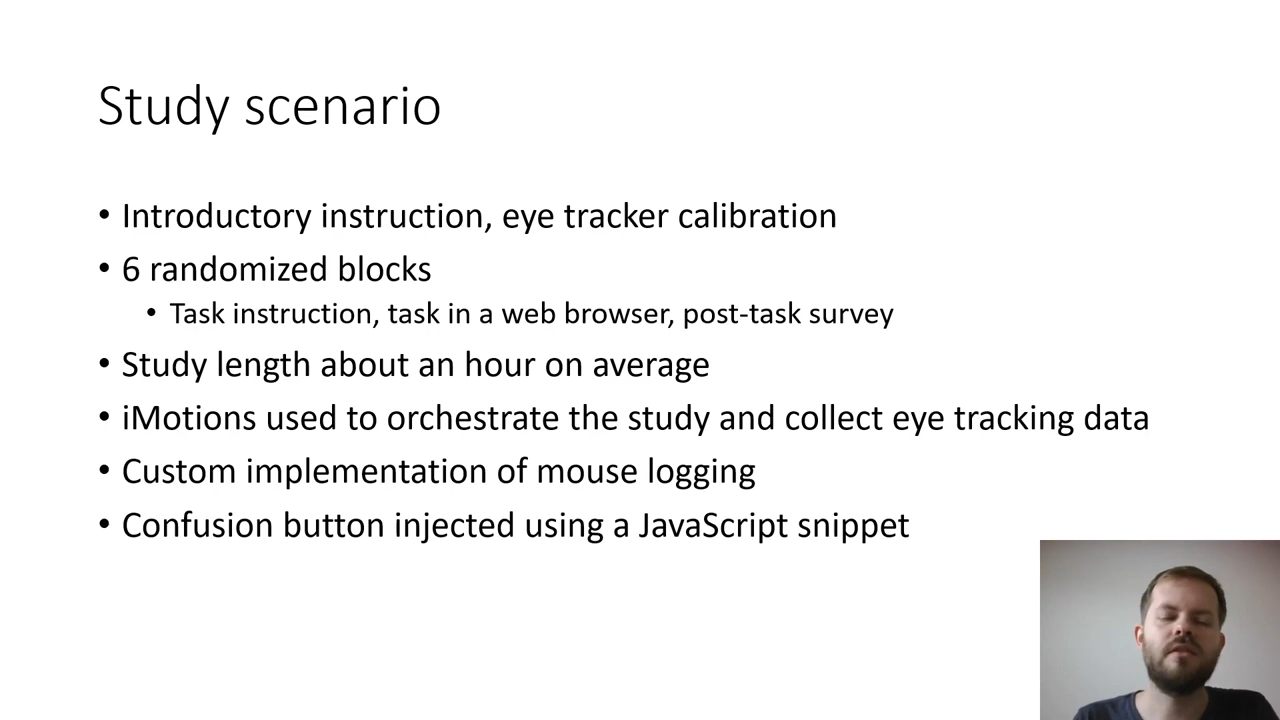 Study scenario
• Introductory instruction, eye tracker calibration
• 6 randomized blocks
• Task instruction, task in a web browser, post-task survey
• Study length about an hour on average
• iMotions used to orchestrate the study and collect eye tracking data
• Custom implementation of mouse logging
• Confusion button injected using a JavaScript snippet